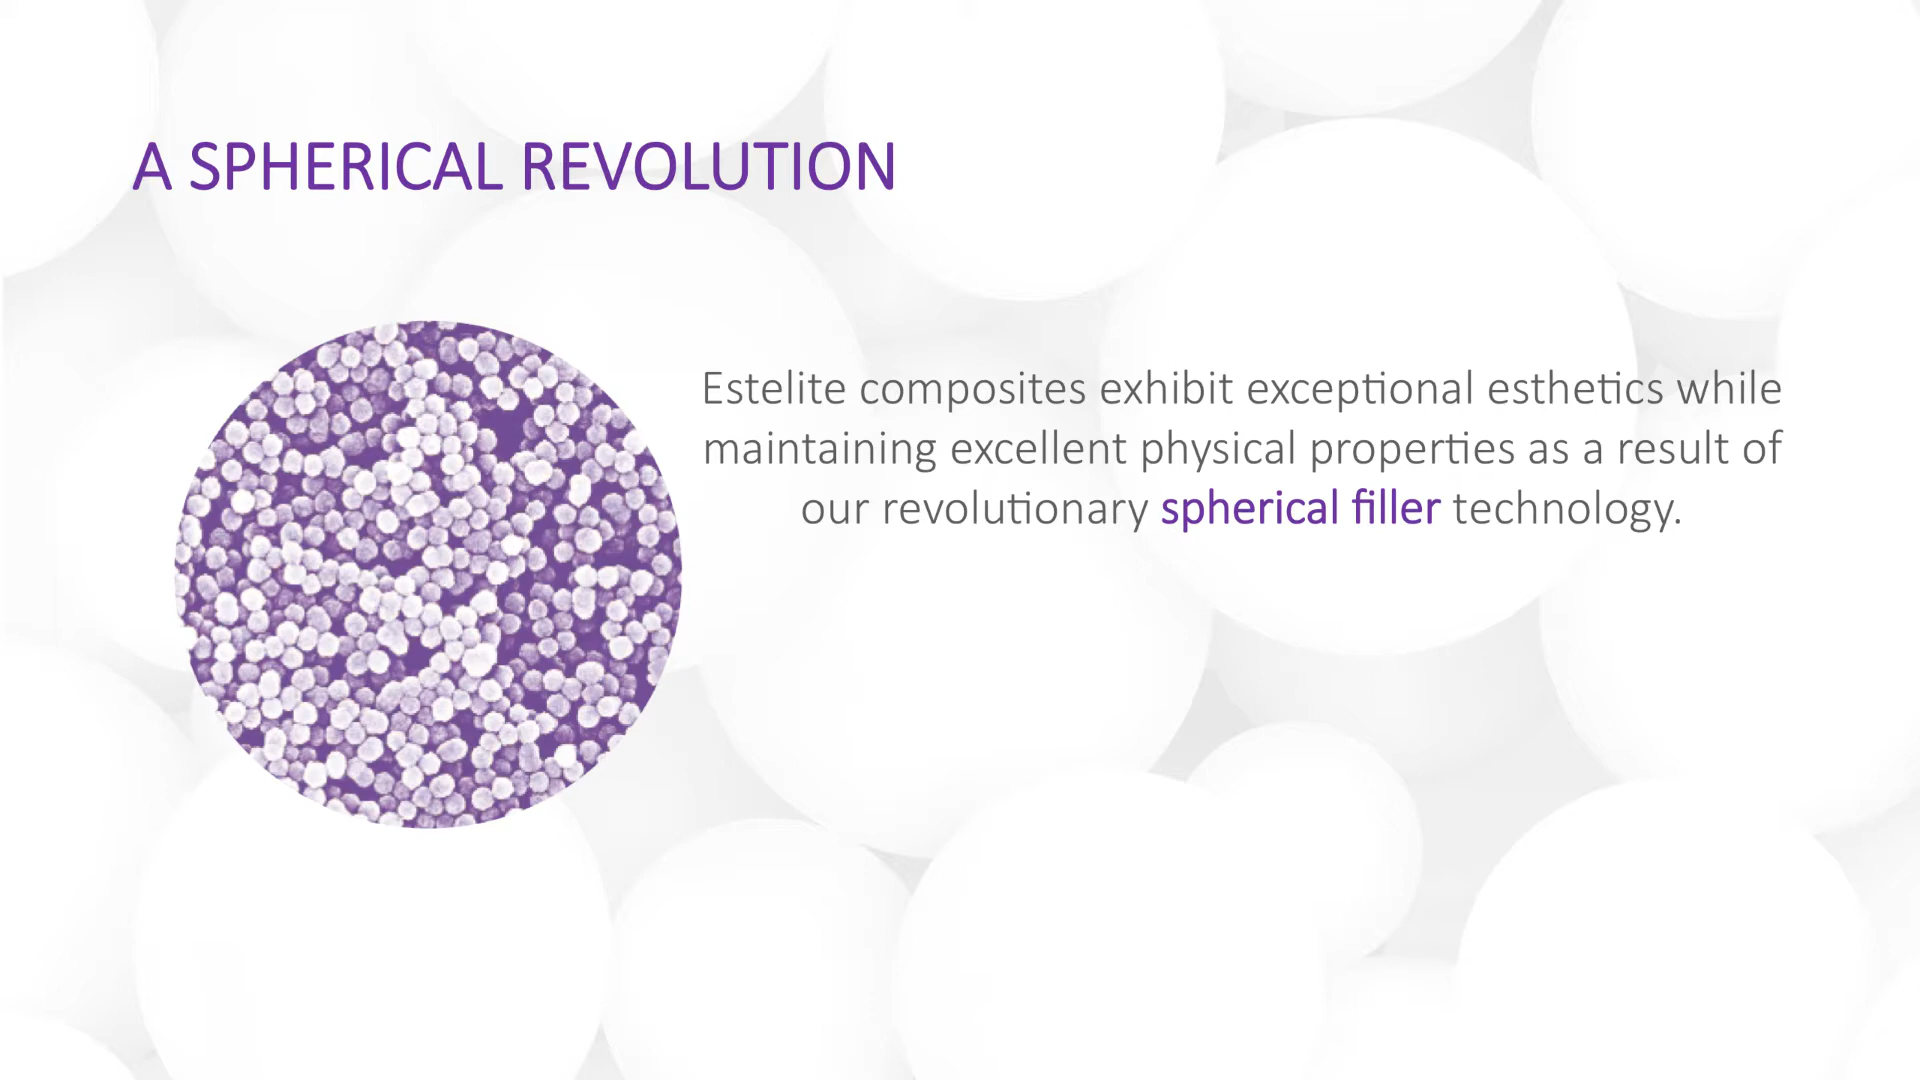 A SPHERICAL REVOLUTION
Estelite composites exhibit exceptional esthetics while
maintaining excellent physical properties as a result of
our revolutionary spherical filler technology.